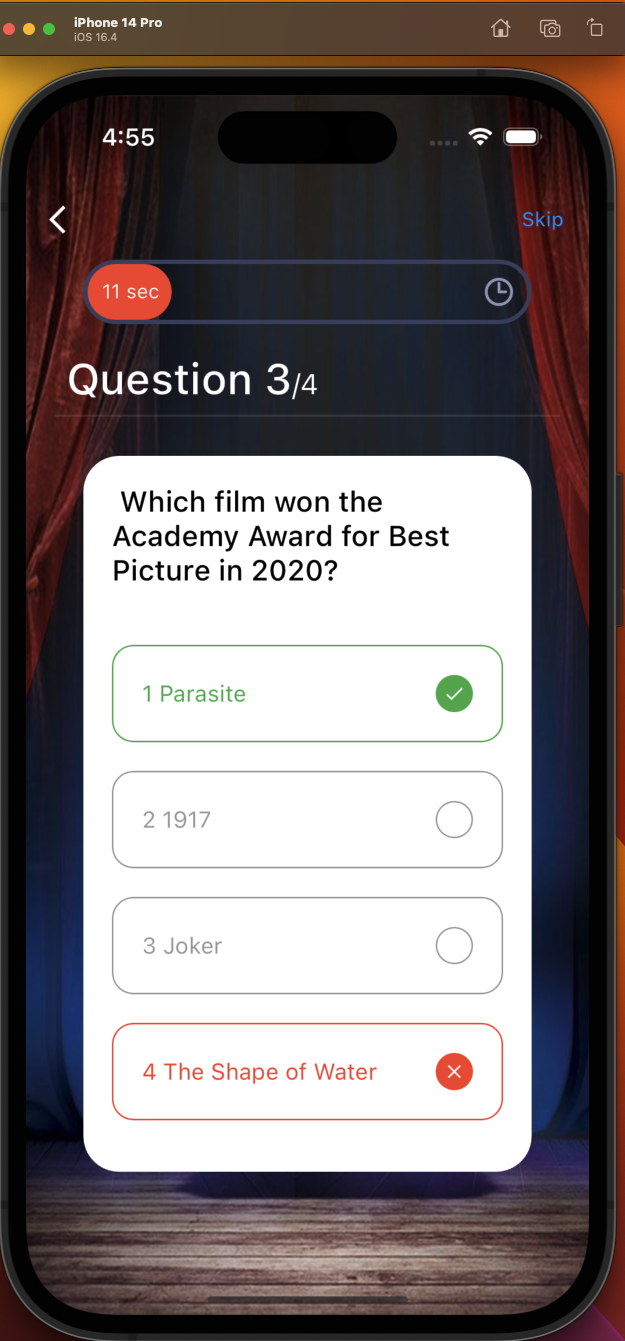 iPhone 14 Pro
iOS 16.4
4:55
Skip
11 sec
Question 3/4
Which film won the
Academy Award for Best
Picture in 2020?
1 Parasite
2 1917
3 Joker
4 The Shape of Water